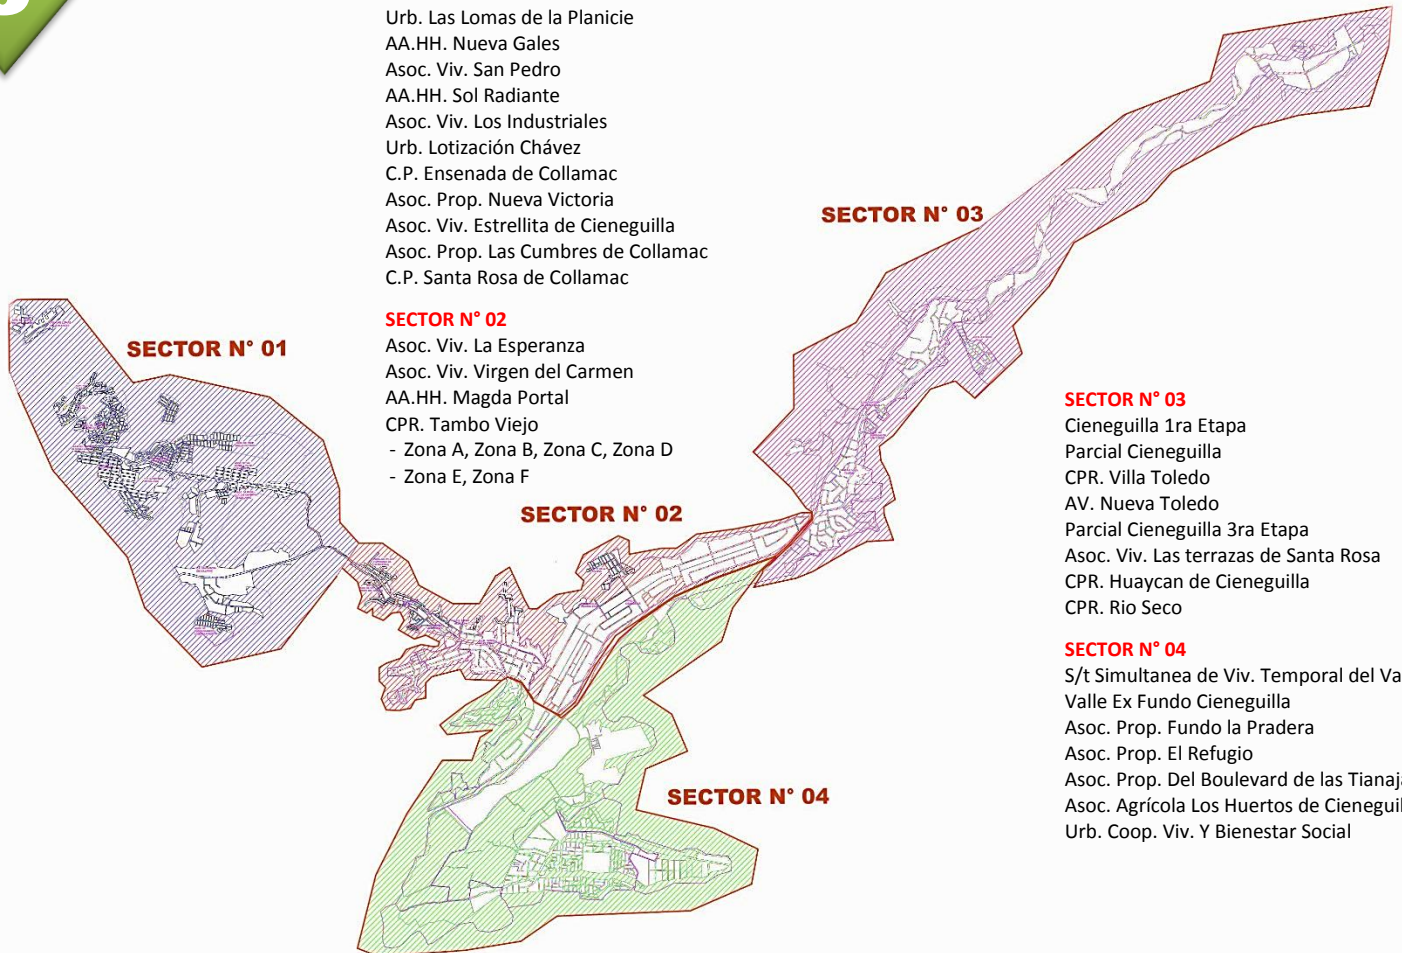 Urb. Las Lomas de la Planicie
AA.HH. Nueva Gales
Asoc. Viv. San Pedro
AA.HH. Sol Radiante
Asoc. Viv. Los Industriales
Urb. Lotización Chávez
C.P. Ensenada de Collamac
Asoc. Prop. Nueva Victoria
Asoc. Viv. Estrellita de Cieneguilla
Asoc. Prop. Las Cumbres de Collamac
C.P. Santa Rosa de Collamac
SECTOR N° 02
Asoc. Viv. La Esperanza
Asoc. Viv. Virgen del Carmen
AA.HH. Magda Portal
CPR. Tambo Viejo
- Zona A, Zona B, Zona C, Zona D
- Zona E, Zona F
SECTOR N° 01
SECTOR N° 02
SECTOR N° 03
SECTOR N° 04
SECTOR N° 03
Cieneguilla 1ra Etapa
Parcial Cieneguilla
CPR. Villa Toledo
AV. Nueva Toledo
Parcial Cieneguilla 3ra Etapa
Asoc. Viv. Las terrazas de Santa Rosa
CPR. Huaycan de Cieneguilla
CPR. Rio Seco
SECTOR N° 04
S/t Simultanea de Viv. Temporal del Va
Valle Ex Fundo Cieneguilla
Asoc. Prop. Fundo la Pradera
Asoc. Prop. El Refugio
Asoc. Prop. Del Boulevard de las Tianaja
Asoc. Agrícola Los Huertos de Cieneguil
Urb. Coop. Viv. Y Bienestar Social